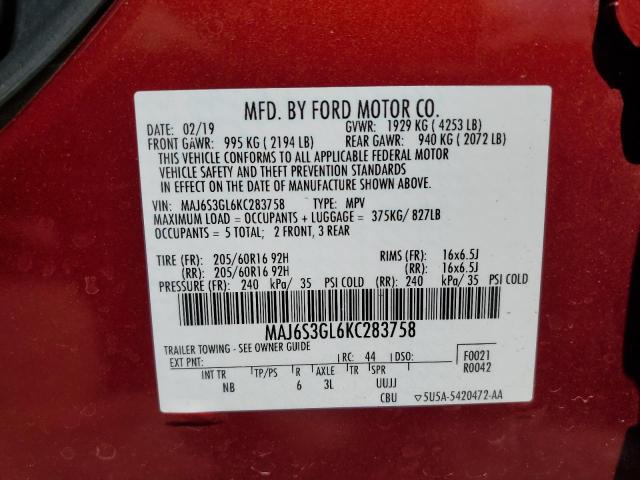 MFD. BY FORD MOTOR CO.
DATE: 02/19 GVWR: 1929 KG ( 4253 LB)
FRONT GAWR: 995 KG ( 2194 LB) REAR GAWR: 940 KG ( 2072 LB)
THIS VEHICLE CONFORMS TO ALL APPLICABLE FEDERAL MOTOR
VEHICLE SAFETY AND THEFT PREVENTION STANDARDS
IN EFFECT ON THE DATE OF MANUFACTURE SHOWN ABOVE.
VIN: MAJ6S3GL6KC283758 TYPE: MPV
MAXIMUM LOAD = OCCUPANTS + LUGGAGE = 375KG/ 827LB
OCCUPANTS = 5 TOTAL; 2 FRONT, 3 REAR
TIRE (FR): 205/60R16 92H RIMS (FR): 16x6.5J
(RR): 205/60R16 92H (RR): 16x6.5J
PRESSURE (FR): 240 kPa/ 35 PSI COLD (RR): 240 kPa/ 35 PSI COLD
MAJ6S3GL6KC283758
TRAILER TOWING - SEE OWNER GUIDE
EXT PNT: RC: 44 DSO: F0021
R0042
INT TR TP/PS R AXLE TR SPR
NB 6 3L UUJJ
CBU 5U5A-5420472-AA